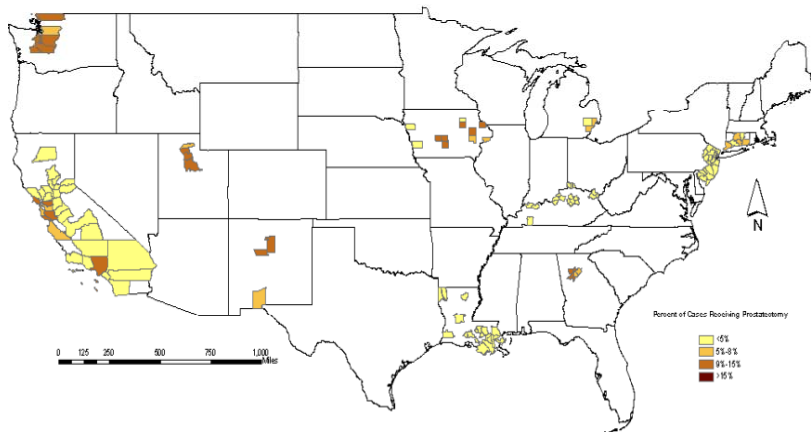 N
Percent of Cases Receiving Prostatectomy
<5%
5%-8%
9%-15%
>15%
0 125 250 500 750 1,000
Miles